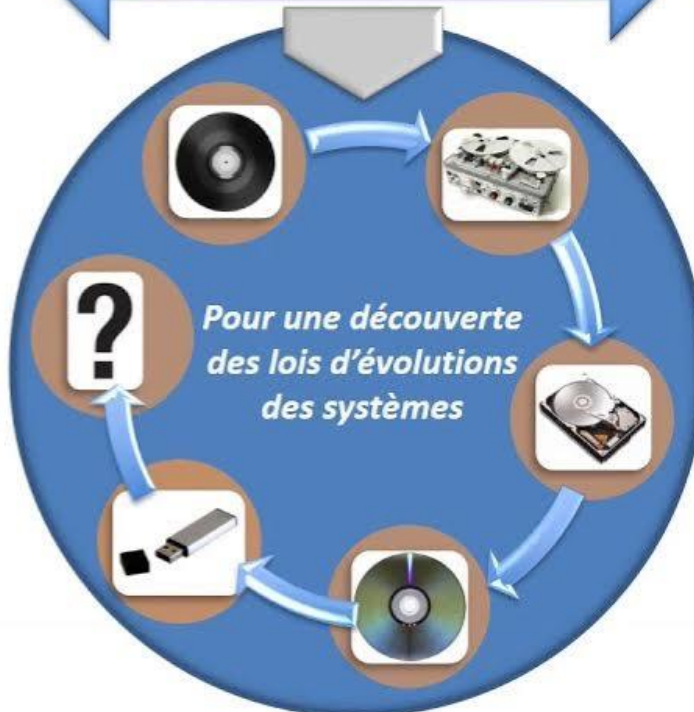 Pour une découverte
des lois d'évolutions
des systèmes
?